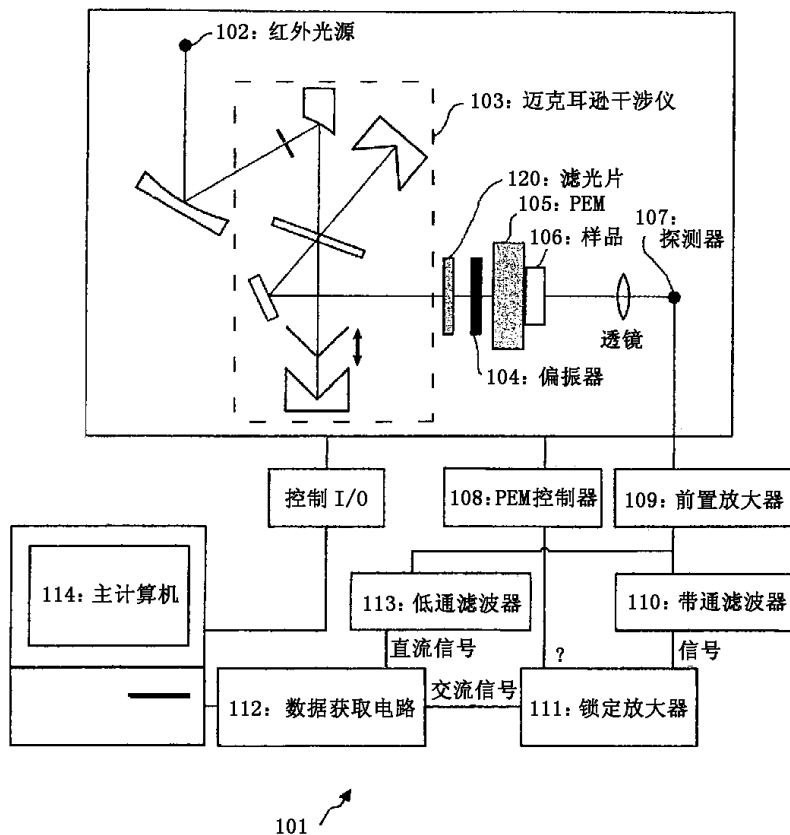 102: 红外光源
103: 迈克耳逊干涉仪
120: 滤光片
105: PEM
106: 样品
107:
探测器
透镜
104: 偏振器
控制 I/O
108:PEM控制器
109: 前置放大器
114: 主计算机
113: 低通滤波器
110: 带通滤波器
直流信号
?
信号
112: 数据获取电路
交流信号
111: 锁定放大器
101